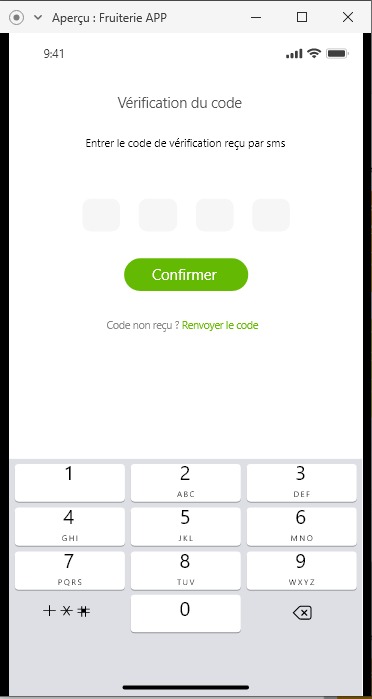 Aperçu : Fruiterie APP
9:41
Vérification du code
Entrer le code de vérification reçu par sms
Confirmer
Code non reçu ? Renvoyer le code
1 2 3
ABC DEF
4 5 6
GHI JKL MNO
7 8 9
PQRS TUV WXYZ
+ * # 0